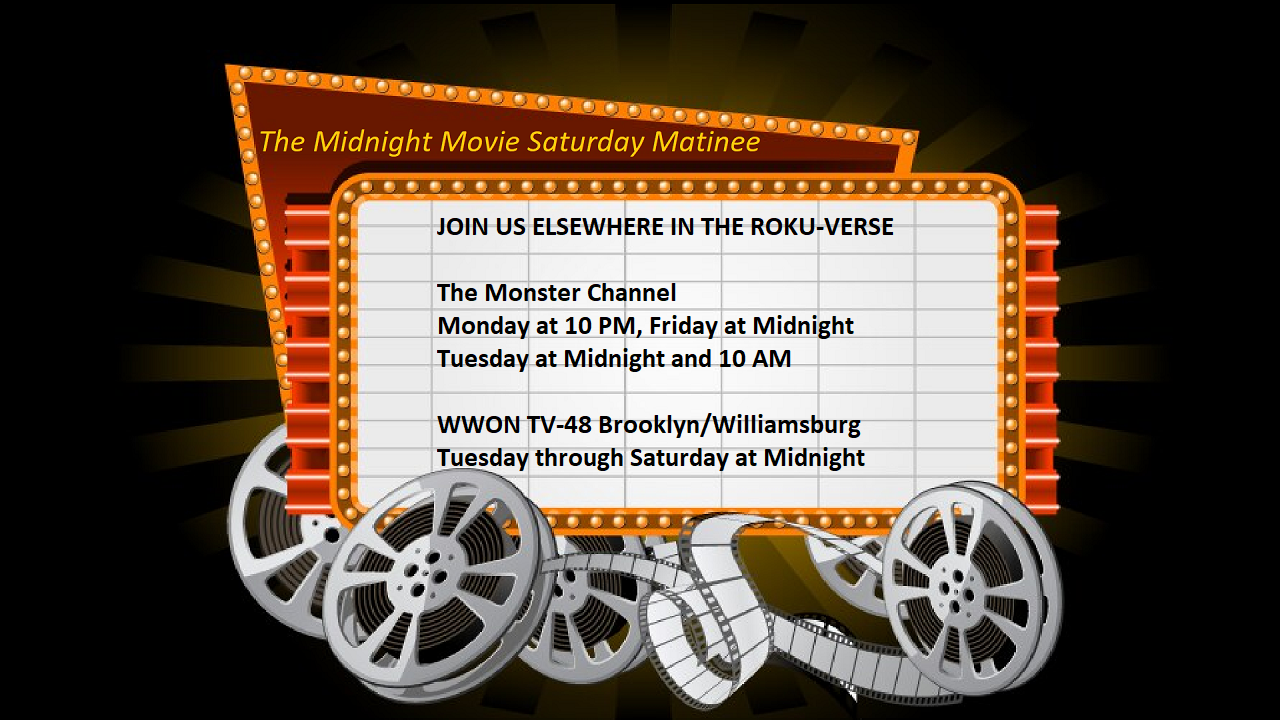 The Midnight Movie Saturday Matinee
JOIN US ELSEWHERE IN THE ROKU-VERSE
The Monster Channel
Monday at 10 PM, Friday at Midnight
Tuesday at Midnight and 10 AM
WWON TV-48 Brooklyn/Williamsburg
Tuesday through Saturday at Midnight